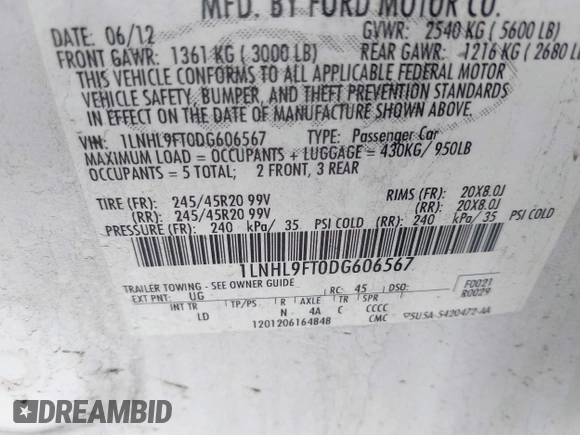 MFD. BY FORD MOTOR CO.
DATE: 06/12 GVWR: 2540 KG ( 5600 LB)
FRONT GAWR: 1361 KG ( 3000 LB) REAR GAWR: 1216 KG ( 2680 LB
THIS VEHICLE CONFORMS TO ALL APPLICABLE FEDERAL MOTOR
VEHICLE SAFETY, BUMPER, AND THEFT PREVENTION STANDARDS
IN EFFECT ON THE DATE OF MANUFACTURE SHOWN ABOVE.
VIN: 1LNHL9FT0DG606567 TYPE: Passenger Car
MAXIMUM LOAD = OCCUPANTS + LUGGAGE = 430KG/ 950LB
OCCUPANTS = 5 TOTAL; 2 FRONT, 3 REAR
TIRE (FR): 245/45R20 99V RIMS (FR): 20X8.0J
(RR): 245/45R20 99V (RR): 20X8.0J
PRESSURE (FR): 240 kPa/ 35 PSI COLD (RR): 240 kPa/ 35 PSI COLD
1LNHL9FT0DG606567
TRAILER TOWING - SEE OWNER GUIDE
EXT PNT: UG RC: 45 DSO: F0021
R0029
INT TR TP/PS R AXLE TR SPR
LD N 4A C CCCC
1201206164848 CMC 5U5A-5420472-AA
DREAMBID